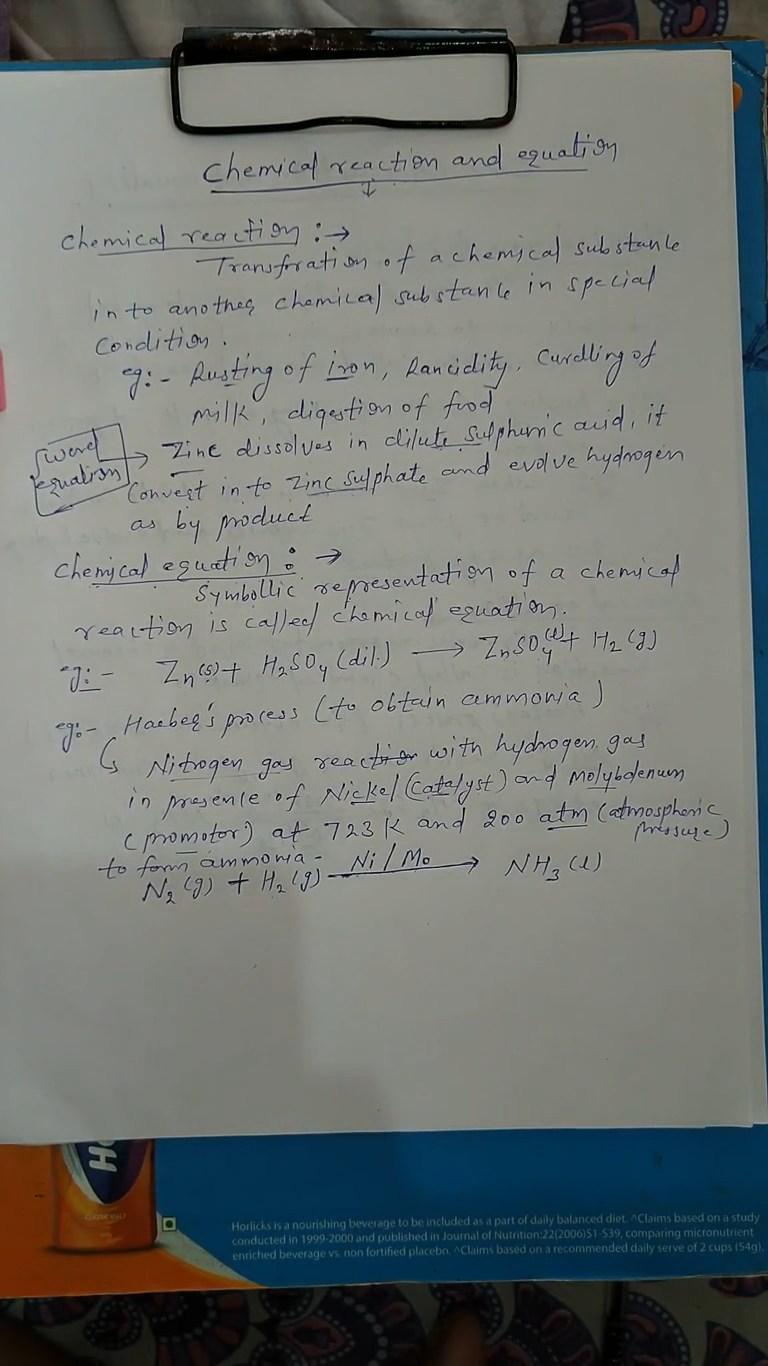 Chemical reaction and equation
↓
Chemical reaction :→
Transfration of a chemical substance
in to another chemical substance in special
Condition.
eg:- Rusting of iron, Rancidity, Curdling of
milk, digestion of food
word
equation
→ Zinc dissolves in dilute sulphuric acid, it
Convert in to Zinc sulphate and evolve hydrogen
as by product
Chemical equation : →
Symbollic representation of a chemical
reaction is called chemical equation.
eg:- Zn(s)+ H₂SO₄ (dil.) → ZnSO₄(l)+ H₂ (g)
eg:- Haeber's process (to obtain ammonia)
Nitrogen gas reaction with hydrogen gas
in presence of Nickel (catalyst) and Molybdenum
(promotor) at 723 K and 200 atm (atmospheric
pressure)
to form ammonia -
N₂ (g) + H₂ (g) Ni / Mo → NH₃ (l)
Ho
CLASSIC MALT
Horlicks is a nourishing beverage to be included as a part of daily balanced diet. ^Claims based on a study
conducted in 1999-2000 and published in Journal of Nutrition:22(2006)S1-S39, comparing micronutrient
enriched beverage vs. non fortified placebo. ^Claims based on a recommended daily serve of 2 cups (54g).